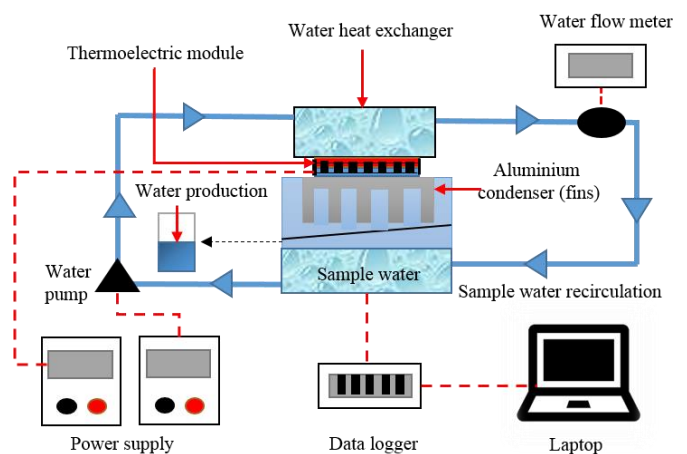 Water flow meter
Water heat exchanger
Thermoelectric module
Water production
Aluminium
condenser (fins)
Water
pump
Sample water
Sample water recirculation
Power supply
Data logger
Laptop